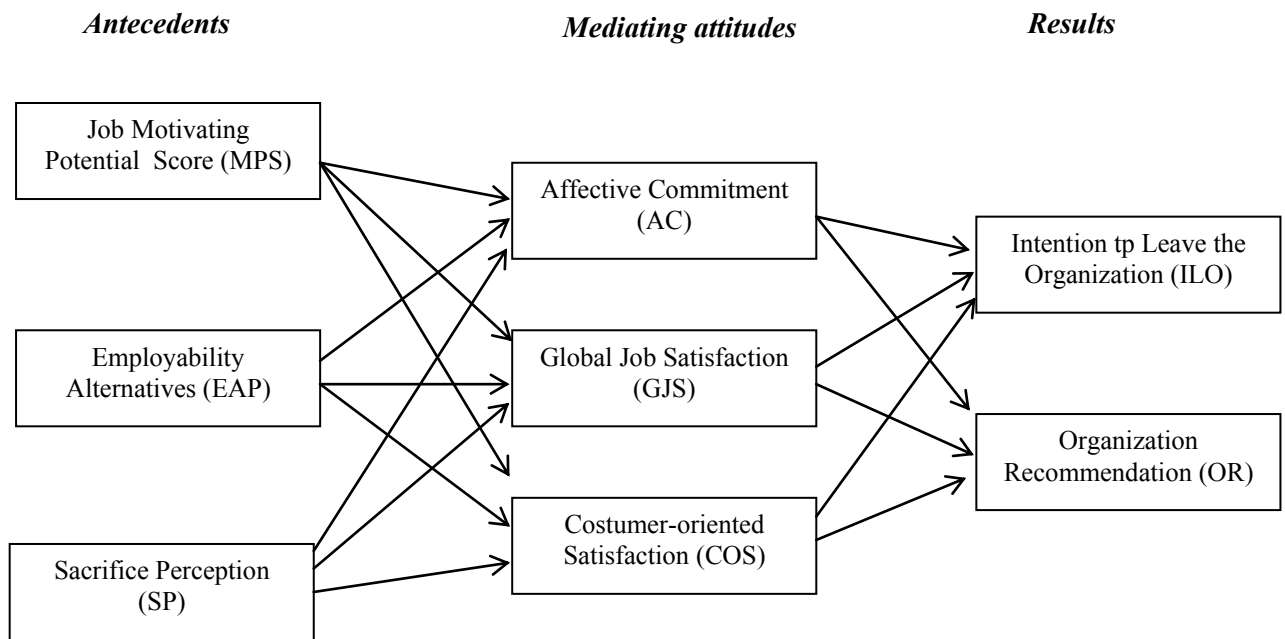 Antecedents
Mediating attitudes
Results
Job Motivating
Potential Score (MPS)
Affective Commitment
(AC)
Intention tp Leave the
Organization (ILO)
Employability
Alternatives (EAP)
Global Job Satisfaction
(GJS)
Organization
Recommendation (OR)
Sacrifice Perception
(SP)
Costumer-oriented
Satisfaction (COS)